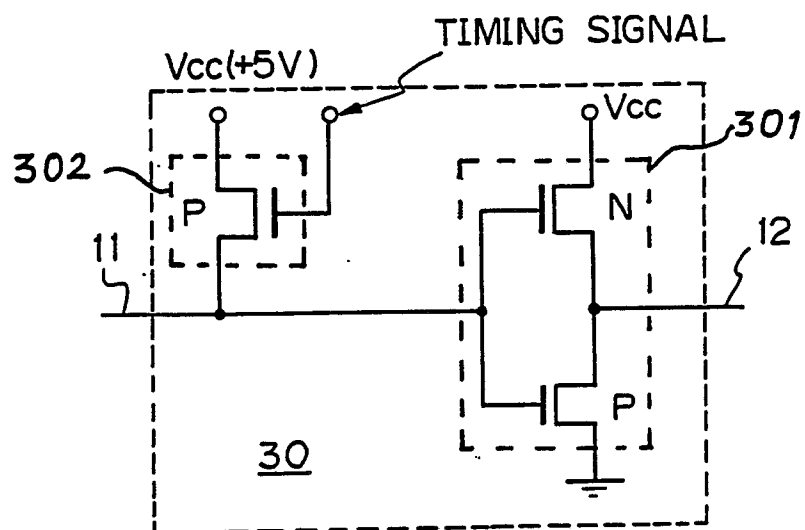 TIMING SIGNAL
Vcc(+5V)
Vcc
301
302
P
N
11
12
P
30